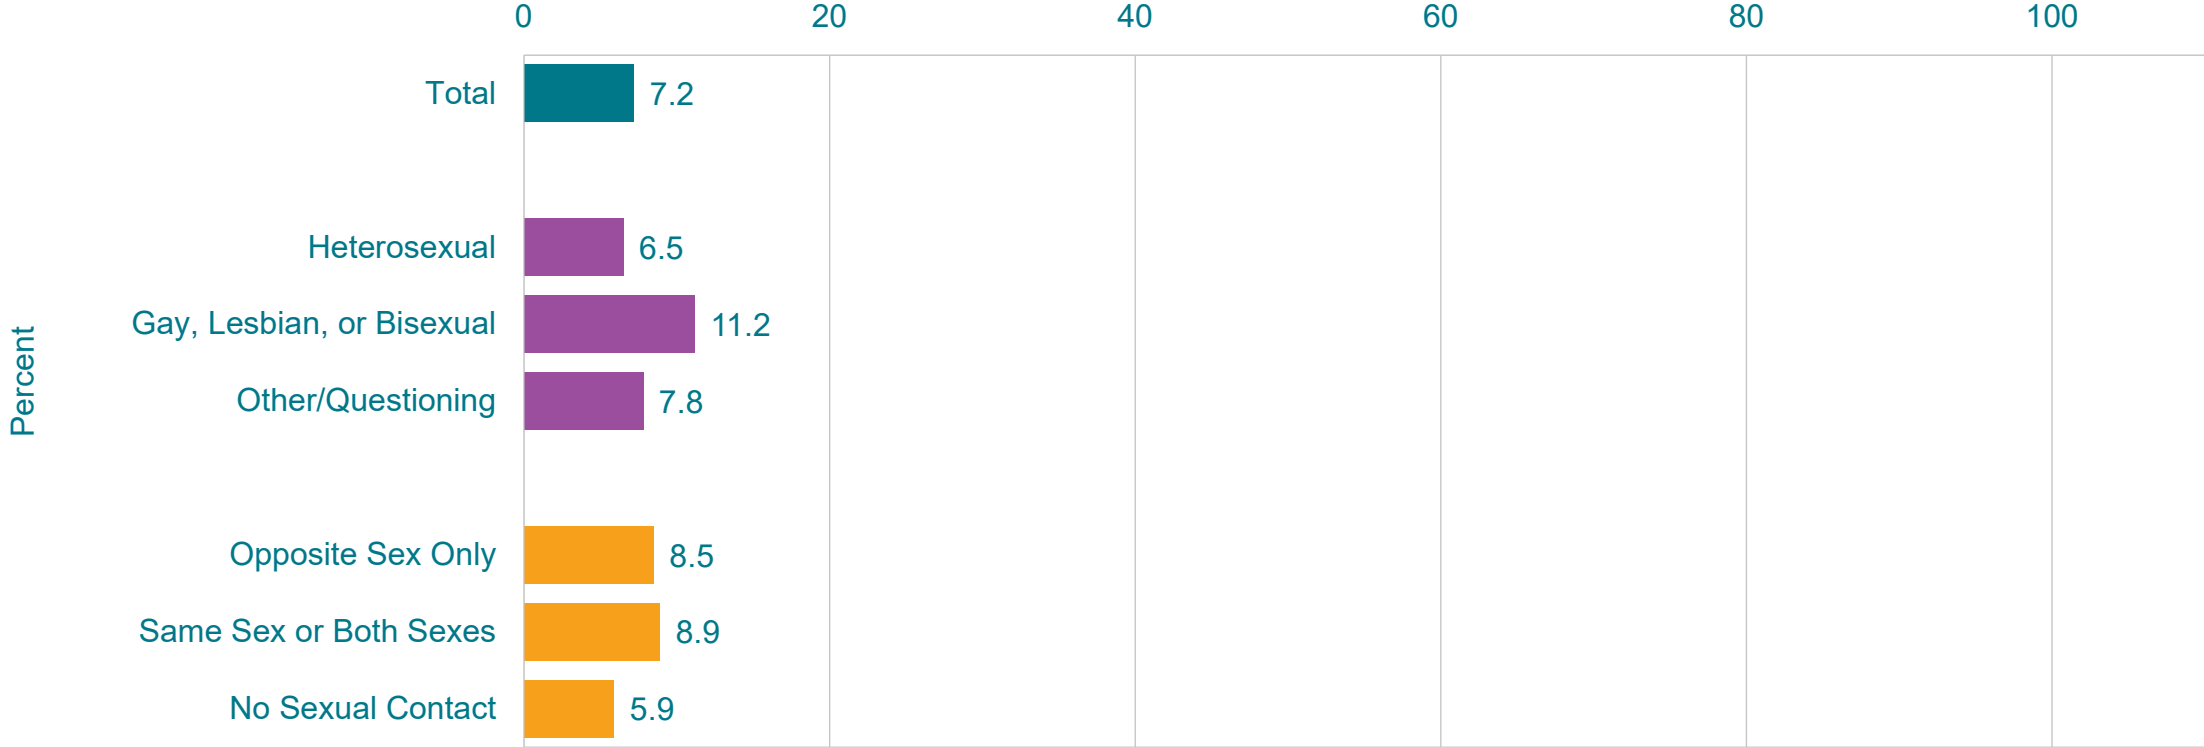 0 20 40 60 80 100
Total 7.2
Heterosexual 6.5
Gay, Lesbian, or Bisexual 11.2
Other/Questioning 7.8
Percent
Opposite Sex Only 8.5
Same Sex or Both Sexes 8.9
No Sexual Contact 5.9